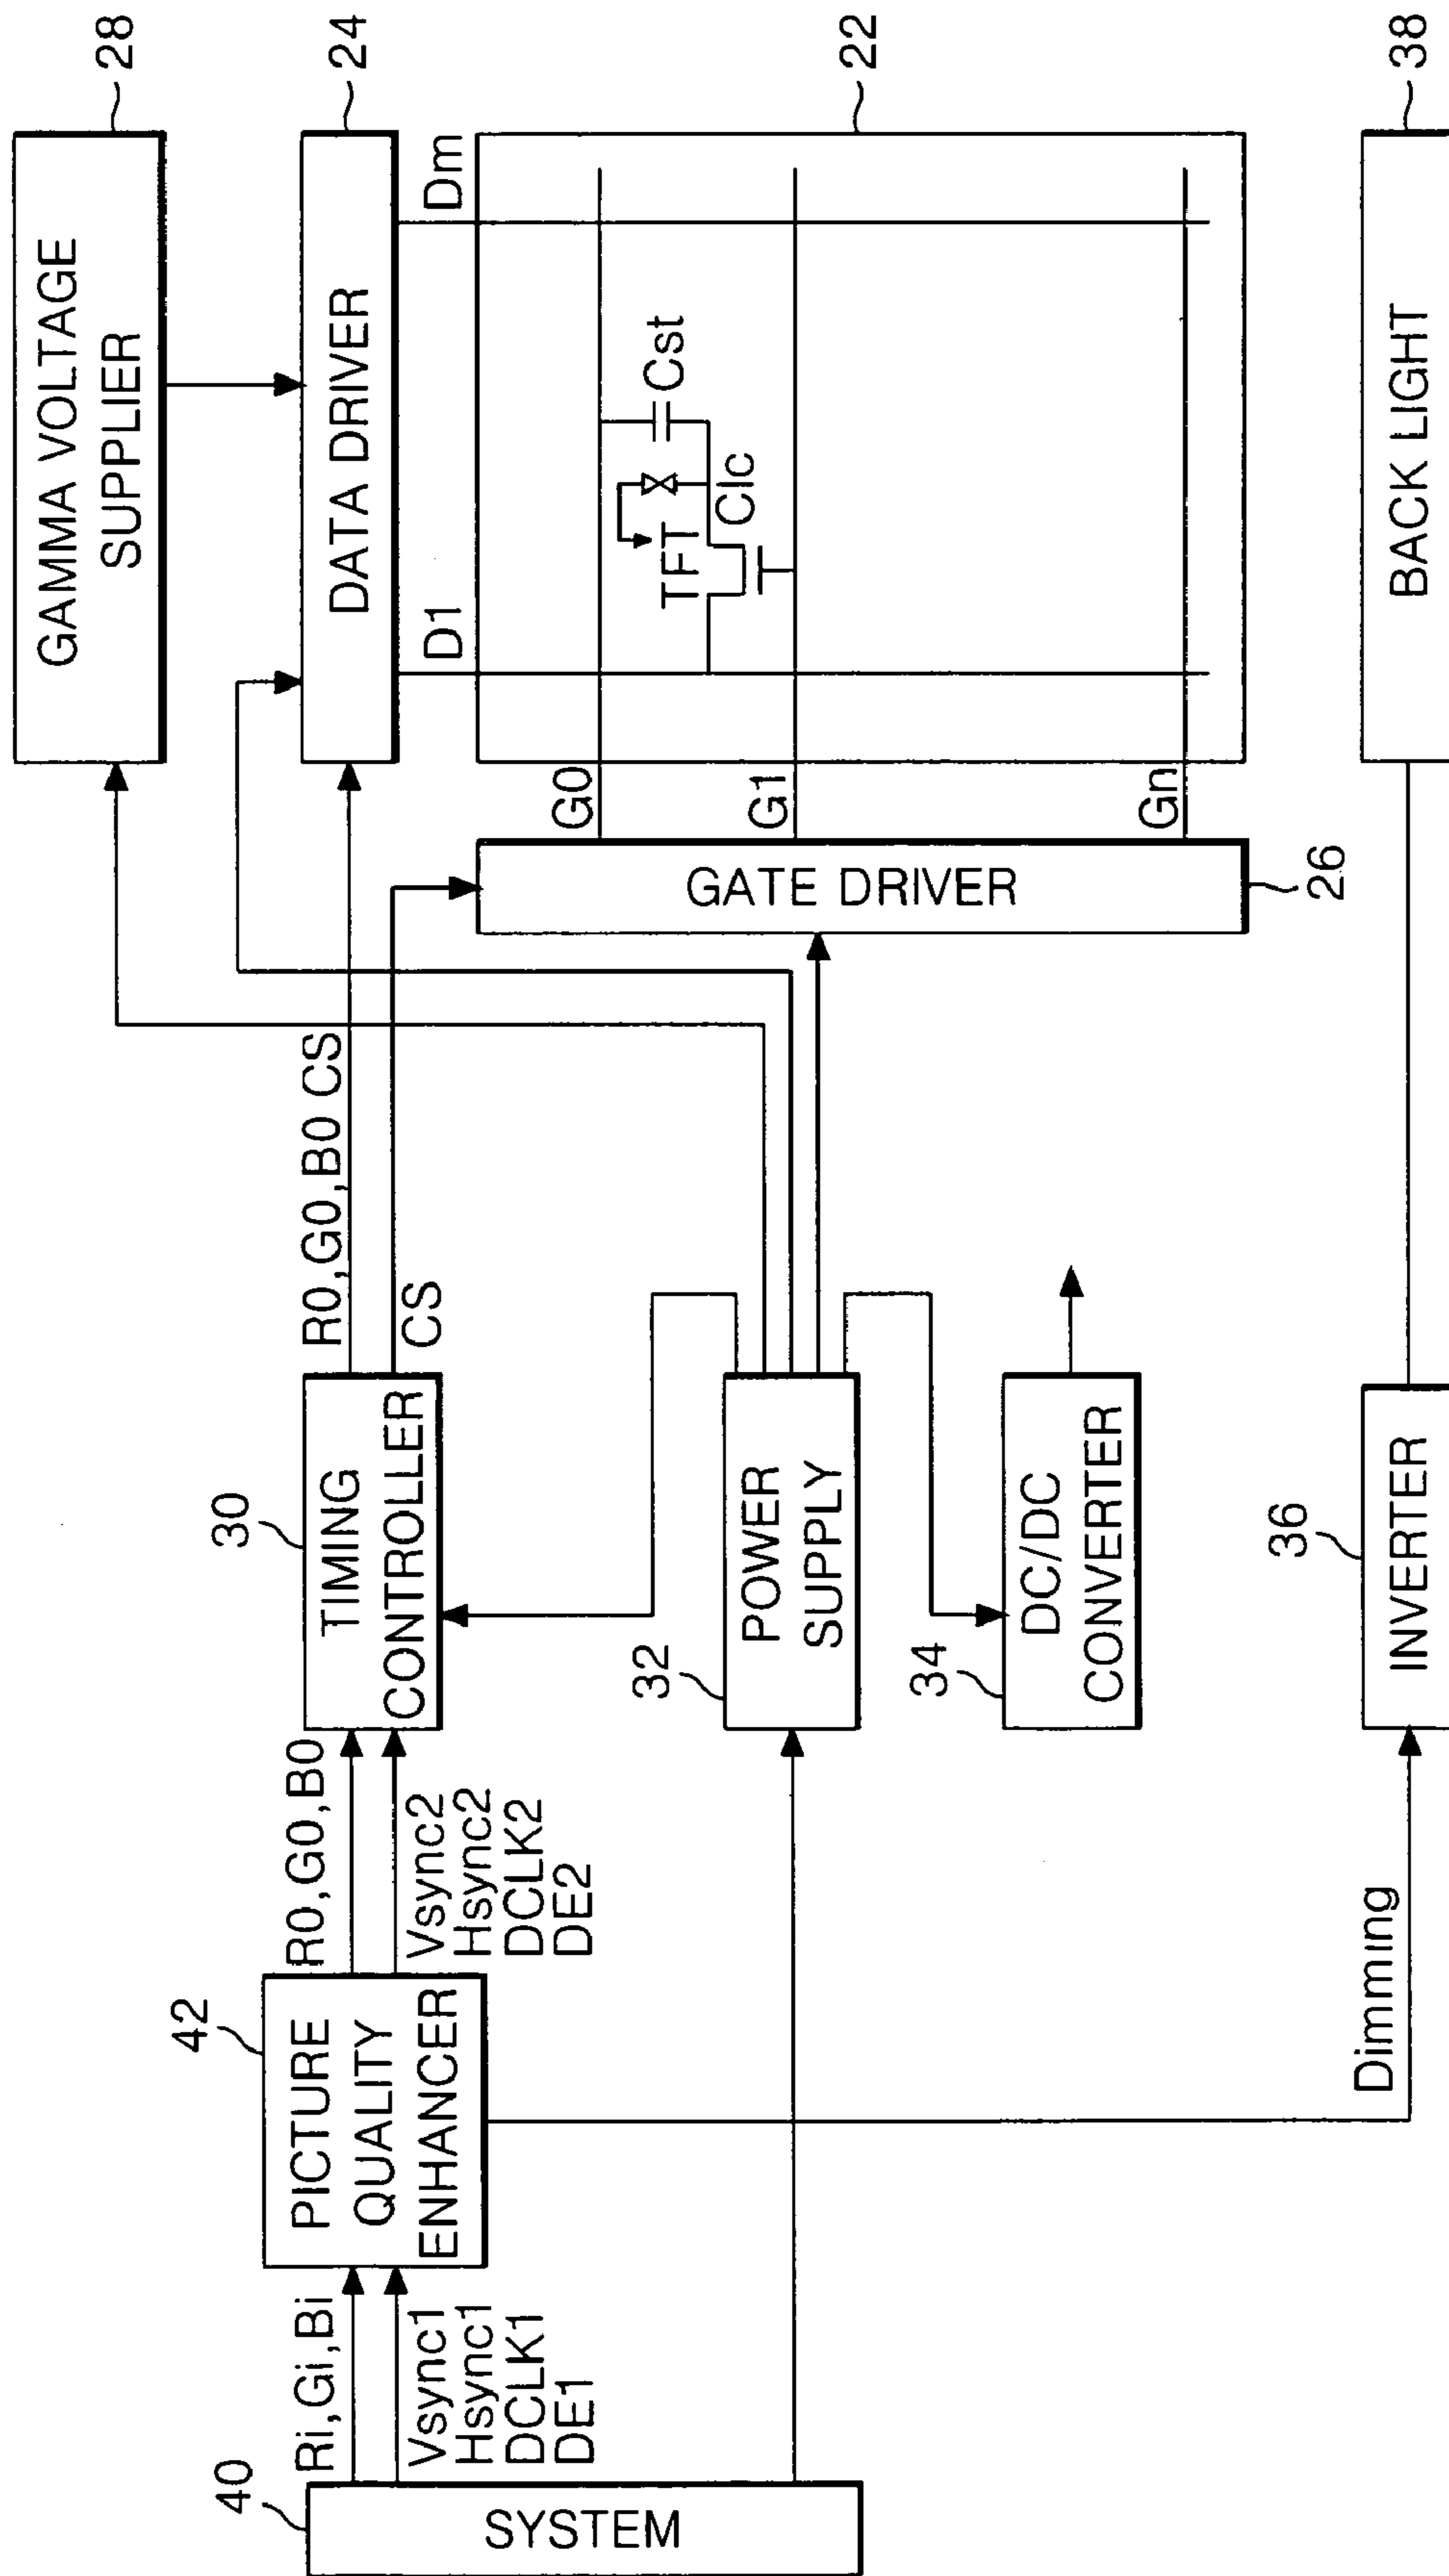 40
SYSTEM
Ri,Gi,Bi
Vsync1
Hsync1
DCLK1
DE1
42
PICTURE
QUALITY
ENHANCER
R0,G0,B0
Vsync2
Hsync2
DCLK2
DE2
30
TIMING
CONTROLLER
R0,G0,B0 CS
CS
32
POWER
SUPPLY
34
DC/DC
CONVERTER
Dimming
36
INVERTER
GAMMA VOLTAGE
SUPPLIER
28
DATA DRIVER
24
D1
Dm
G0
G1
Gn
GATE DRIVER
26
TFT
Clc
Cst
22
BACK LIGHT
38